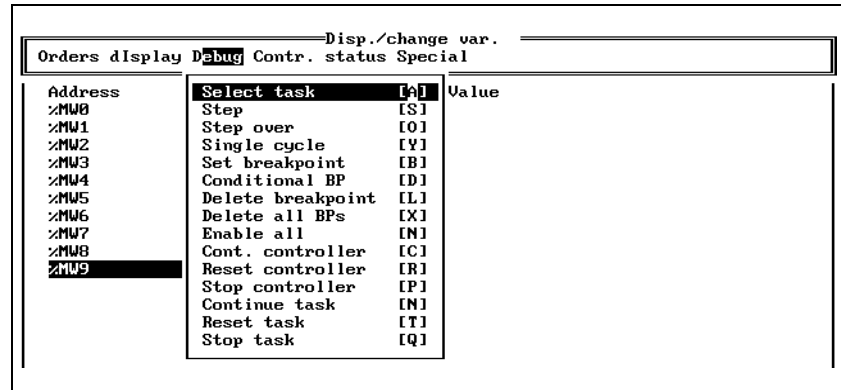 Disp./change var.
Orders dIsplay Debug Contr. status Special
Address Select task [A] Value
%MW0 Step [S]
%MW1 Step over [O]
%MW2 Single cycle [Y]
%MW3 Set breakpoint [B]
%MW4 Conditional BP [D]
%MW5 Delete breakpoint [L]
%MW6 Delete all BPs [X]
%MW7 Enable all [N]
%MW8 Cont. controller [C]
%MW9 Reset controller [R]
Stop controller [P]
Continue task [N]
Reset task [T]
Stop task [Q]